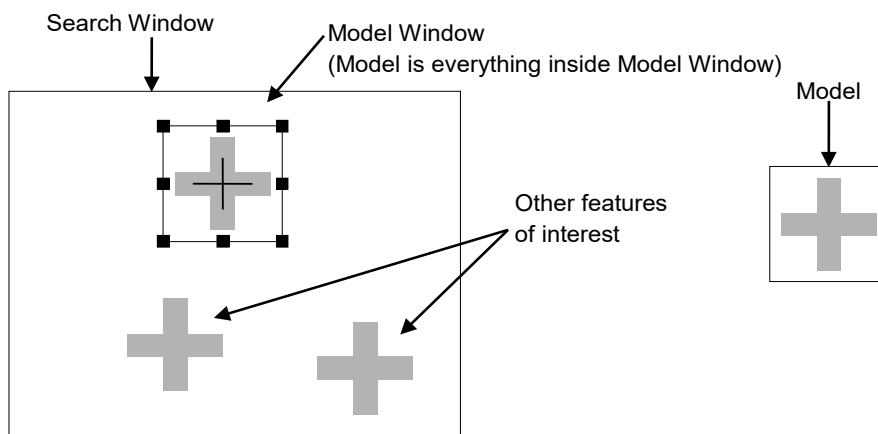 Search Window
Model Window
(Model is everything inside Model Window)
Model
Other features
of interest